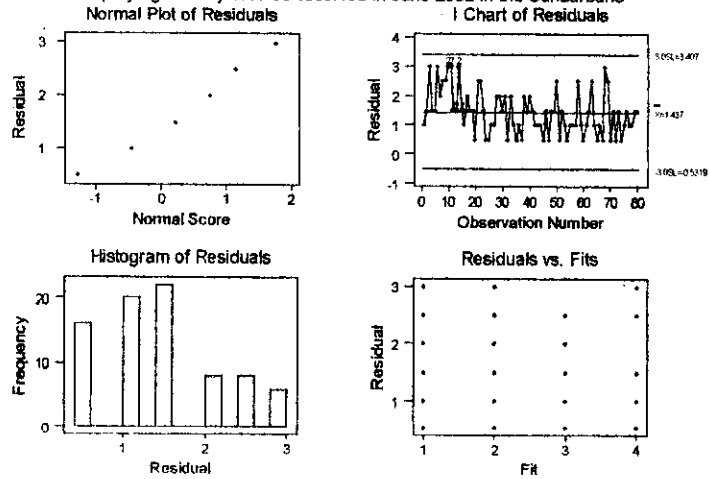 Normal Plot of Residuals
Residual
3
2
1
-1
0
1
2
Normal Score
I Chart of Residuals
Residual
4
3
2
1
0
-1
0
10
20
30
40
50
60
70
80
Observation Number
Histogram of Residuals
Frequency
20
10
0
1
2
3
Residual
Residuals vs. Fits
Residual
3
2
1
1
2
3
4
Fit